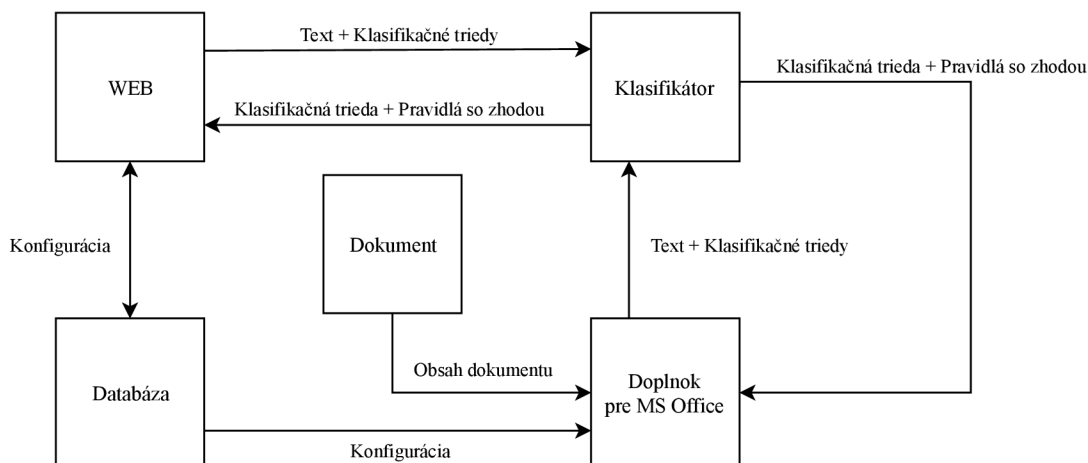 Text + Klasifikačné triedy
WEB
Klasifikátor
Klasifikačná trieda + Pravidlá so zhodou
Klasifikačná trieda + Pravidlá so zhodou
Konfigurácia
Dokument
Text + Klasifikačné triedy
Databáza
Obsah dokumentu
Doplnok
pre MS Office
Konfigurácia